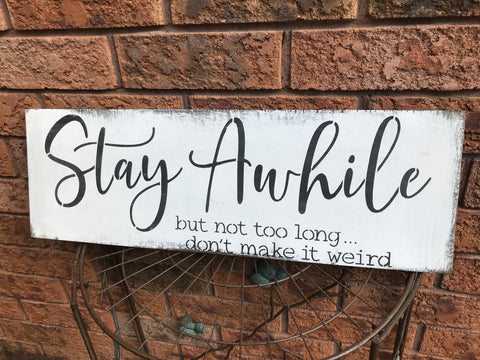 Stay Awhile
but not too long...
don't make it weird